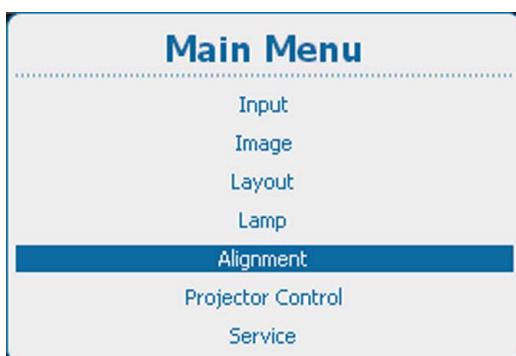 Main Menu
Input
Image
Layout
Lamp
Alignment
Projector Control
Service